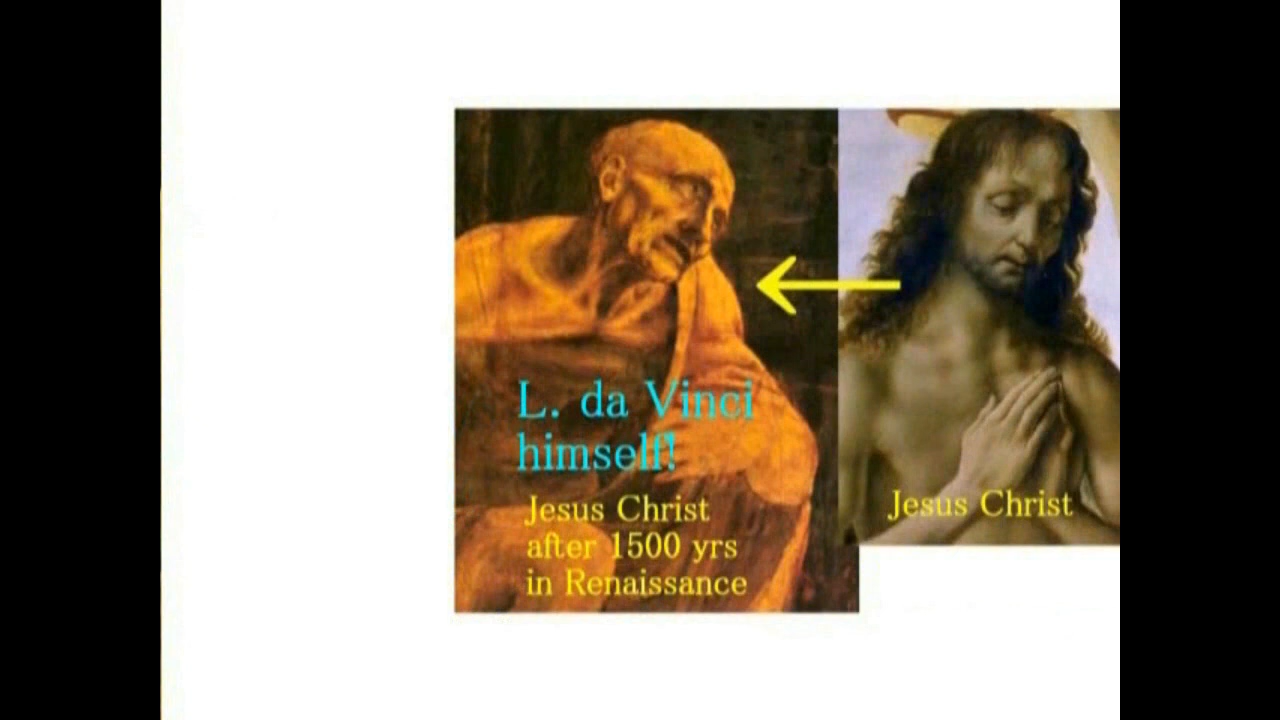 L. da Vinci
himself!
Jesus Christ
after 1500 yrs
in Renaissance
Jesus Christ